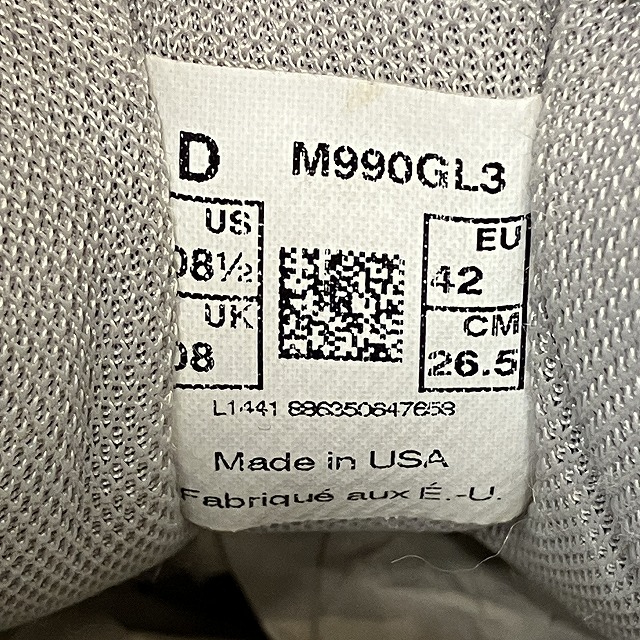 D M990GL3
US EU
08½ 42
UK CM
08 26.5
L1441 886350647658
Made in USA
Fabriqué aux É.-U.